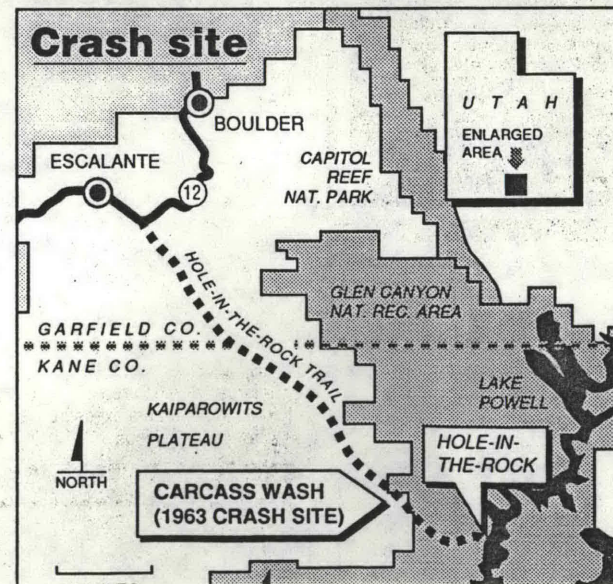 Crash site
BOULDER
ESCALANTE
12
CAPITOL
REEF
NAT. PARK
UTAH
ENLARGED
AREA
HOLE-IN-THE-ROCK TRAIL
GLEN CANYON
NAT. REC. AREA
GARFIELD CO.
KANE CO.
LAKE
POWELL
KAIPAROWITS
PLATEAU
HOLE-IN-
THE-ROCK
NORTH
CARCASS WASH
(1963 CRASH SITE)